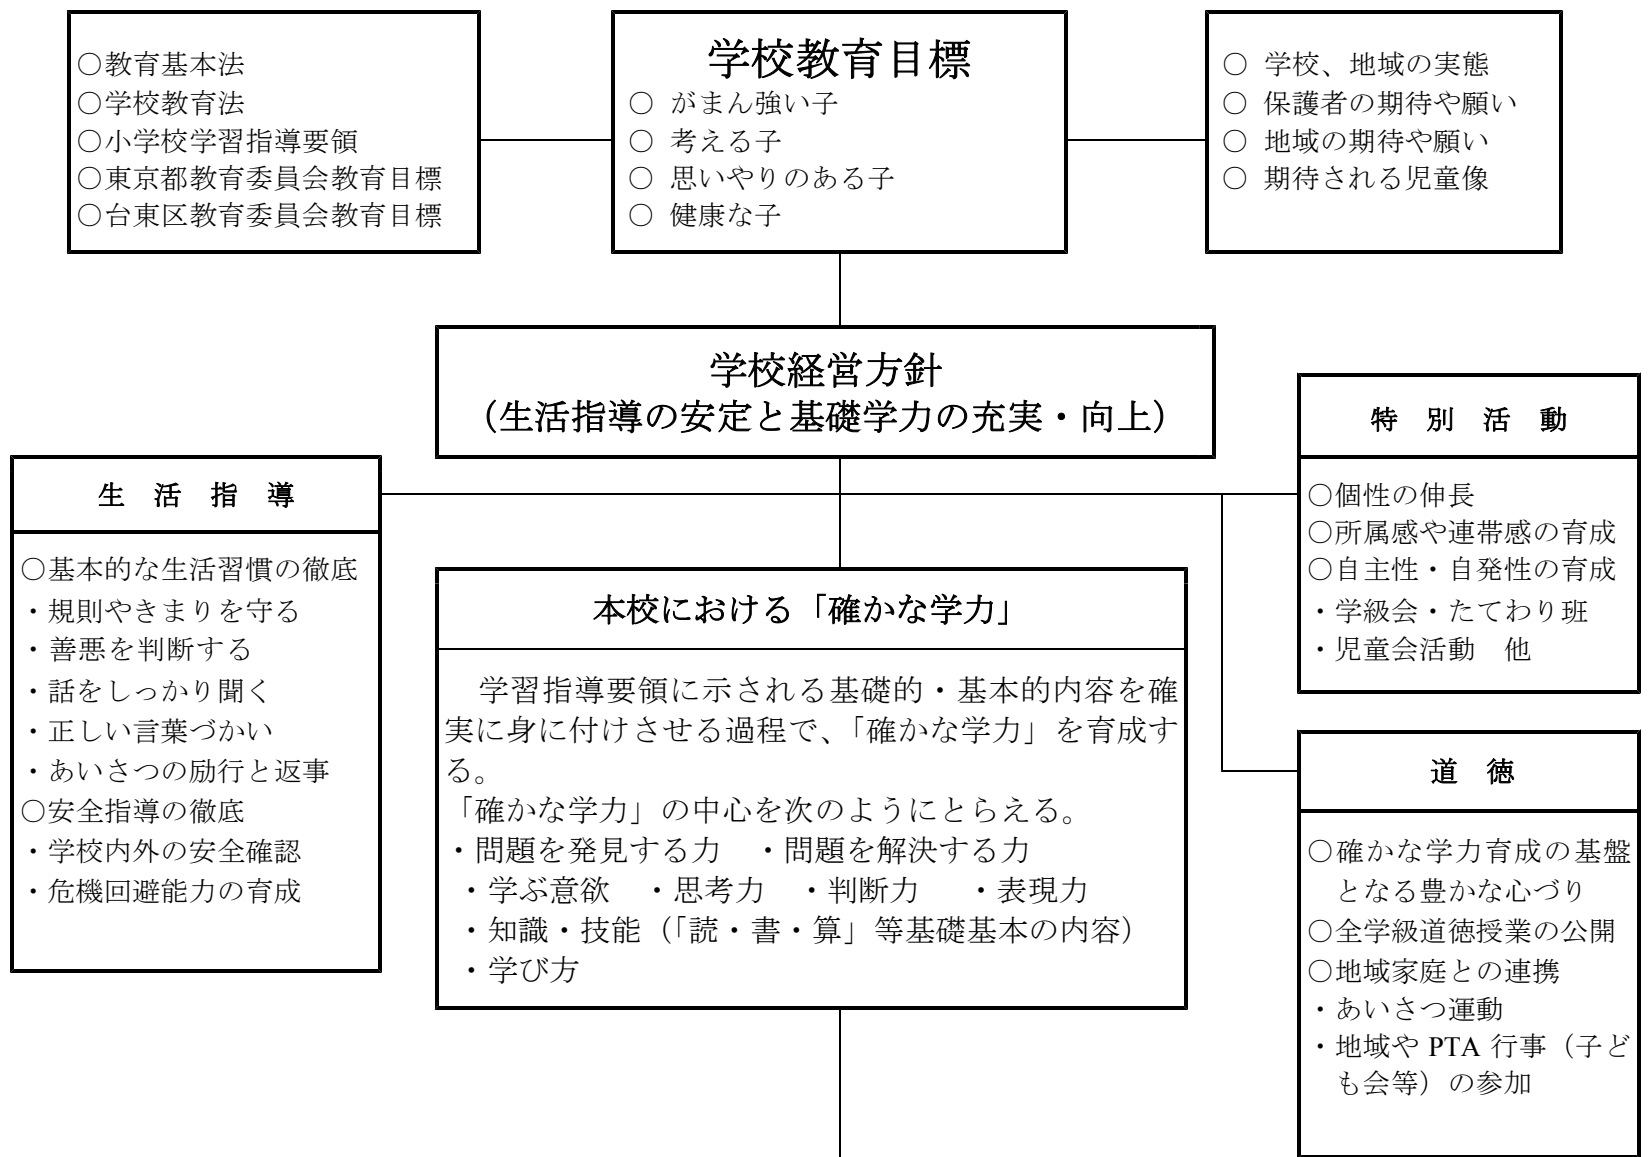 ○教育基本法
○学校教育法
○小学校学習指導要領
○東京都教育委員会教育目標
○台東区教育委員会教育目標
学校教育目標
○ がまん強い子
○ 考える子
○ 思いやりのある子
○ 健康な子
○ 学校、地域の実態
○ 保護者の期待や願い
○ 地域の期待や願い
○ 期待される児童像
学校経営方針
（生活指導の安定と基礎学力の充実・向上）
生　活　指　導
○基本的な生活習慣の徹底
・規則やきまりを守る
・善悪を判断する
・話をしっかり聞く
・正しい言葉づかい
・あいさつの励行と返事
○安全指導の徹底
・学校内外の安全確認
・危機回避能力の育成
本校における「確かな学力」
　学習指導要領に示される基礎的・基本的内容を確
実に身に付けさせる過程で、「確かな学力」を育成す
る。
「確かな学力」の中心を次のようにとらえる。
・問題を発見する力　・問題を解決する力
・学ぶ意欲　・思考力　・判断力　　・表現力
・知識・技能（「読・書・算」等基礎基本の内容）
・学び方
特　別　活　動
○個性の伸長
○所属感や連帯感の育成
○自主性・自発性の育成
・学級会・たてわり班
・児童会活動　他
道　徳
○確かな学力育成の基盤
となる豊かな心づり
○全学級道徳授業の公開
○地域家庭との連携
・あいさつ運動
・地域や PTA 行事（子ど
も会等）の参加